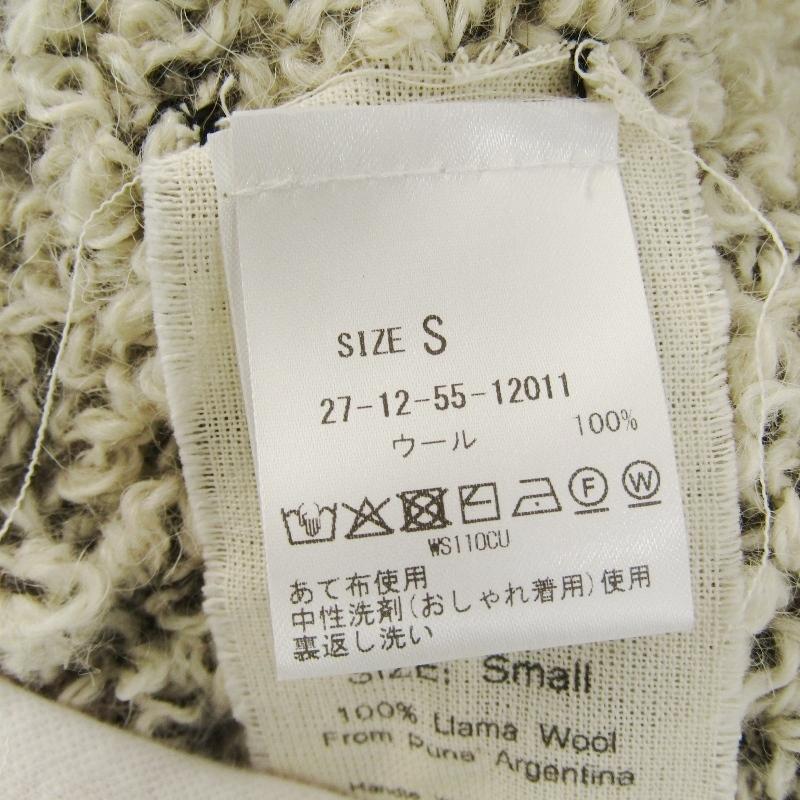 SIZE S
27-12-55-12011
ウール 100%
F W
WS110CU
あて布使用
中性洗剤(おしゃれ着用)使用
裏返し洗い
SIZE: Small
100% Llama Wool
From Puna Argentina
Handle